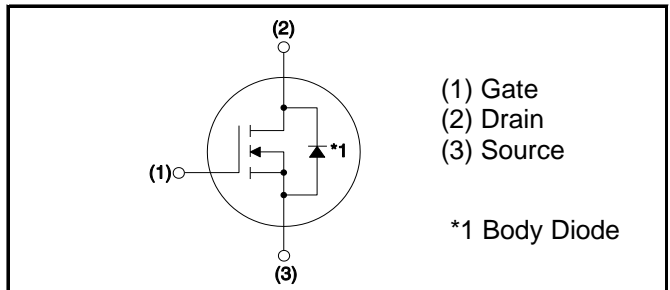 (2)
(1) Gate
(2) Drain
(3) Source
*1
(1)
*1 Body Diode
(3)